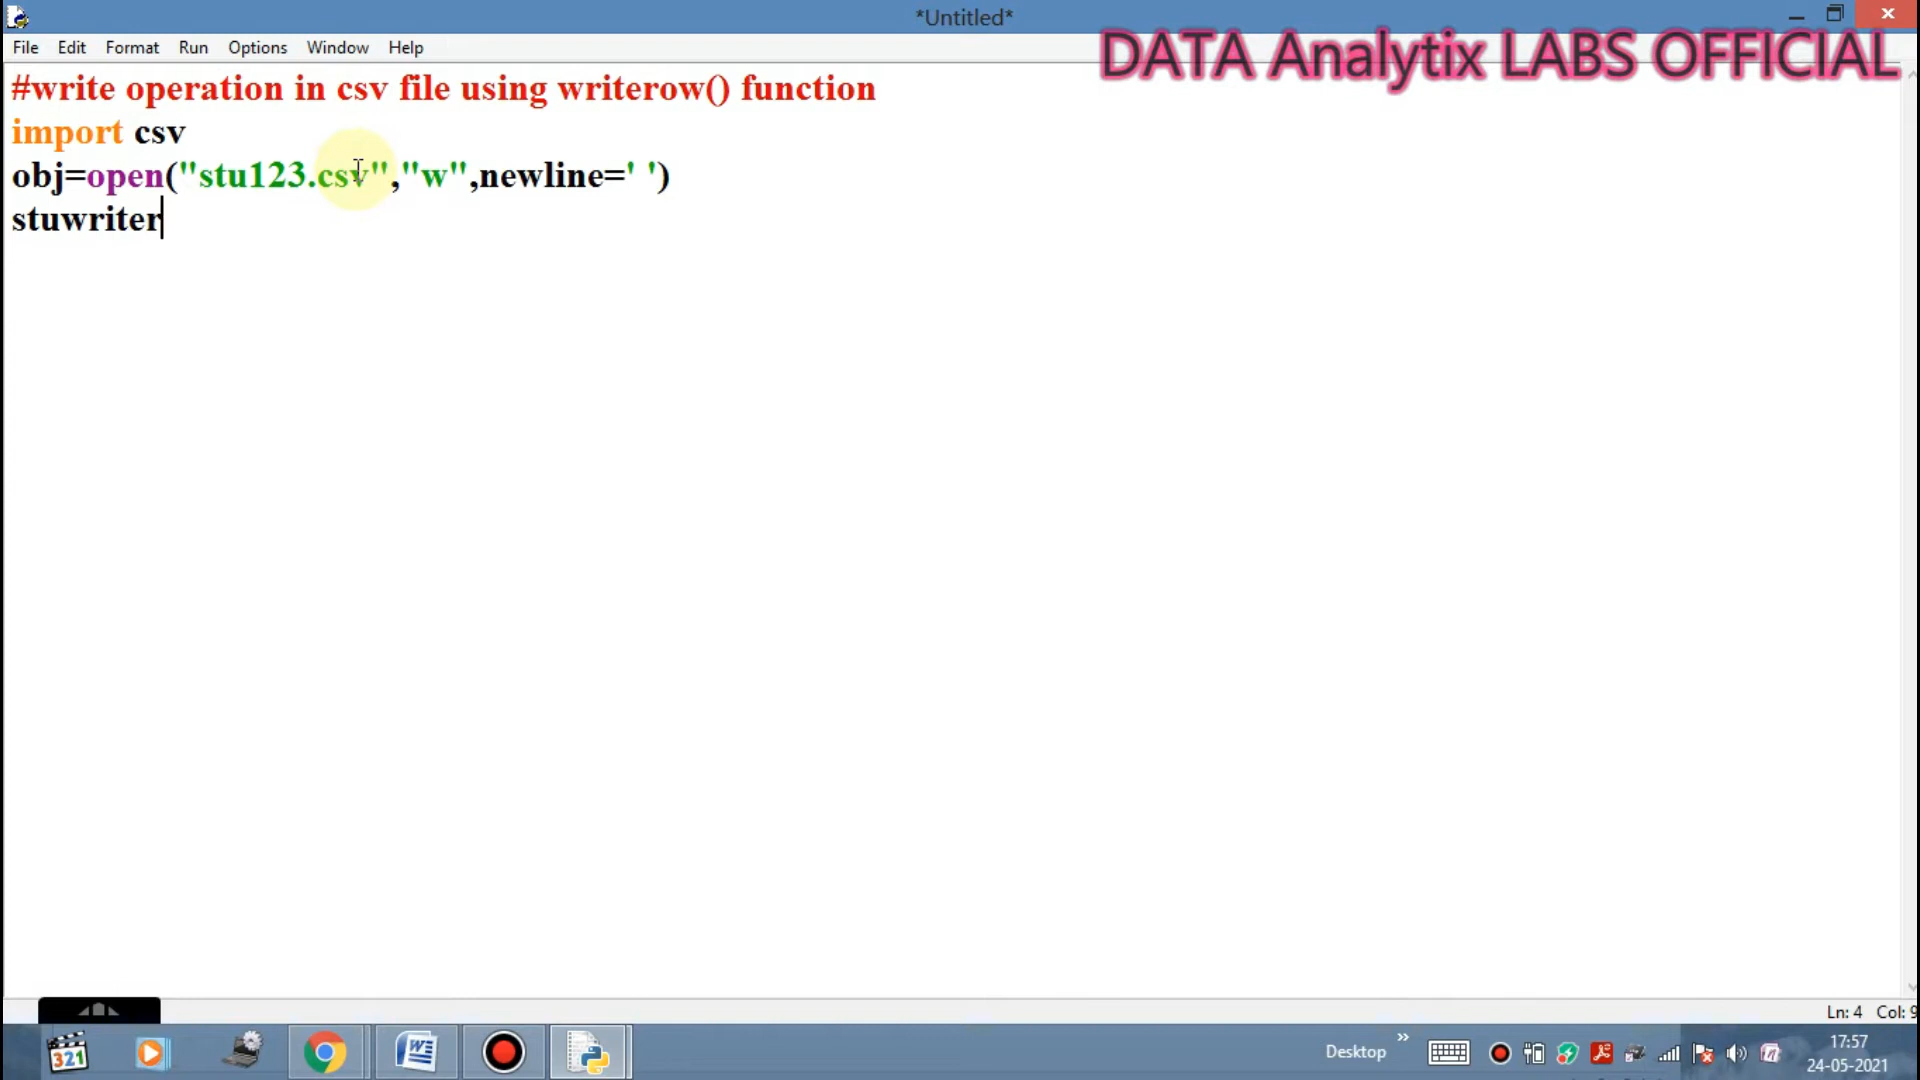 *Untitled*
File Edit Format Run Options Window Help
DATA Analytix LABS OFFICIAL
#write operation in csv file using writerow() function
import csv
obj=open("stu123.csv","w",newline=' ')
stuwriter
Ln: 4 Col: 9
321
Desktop
17:57
24-05-2021